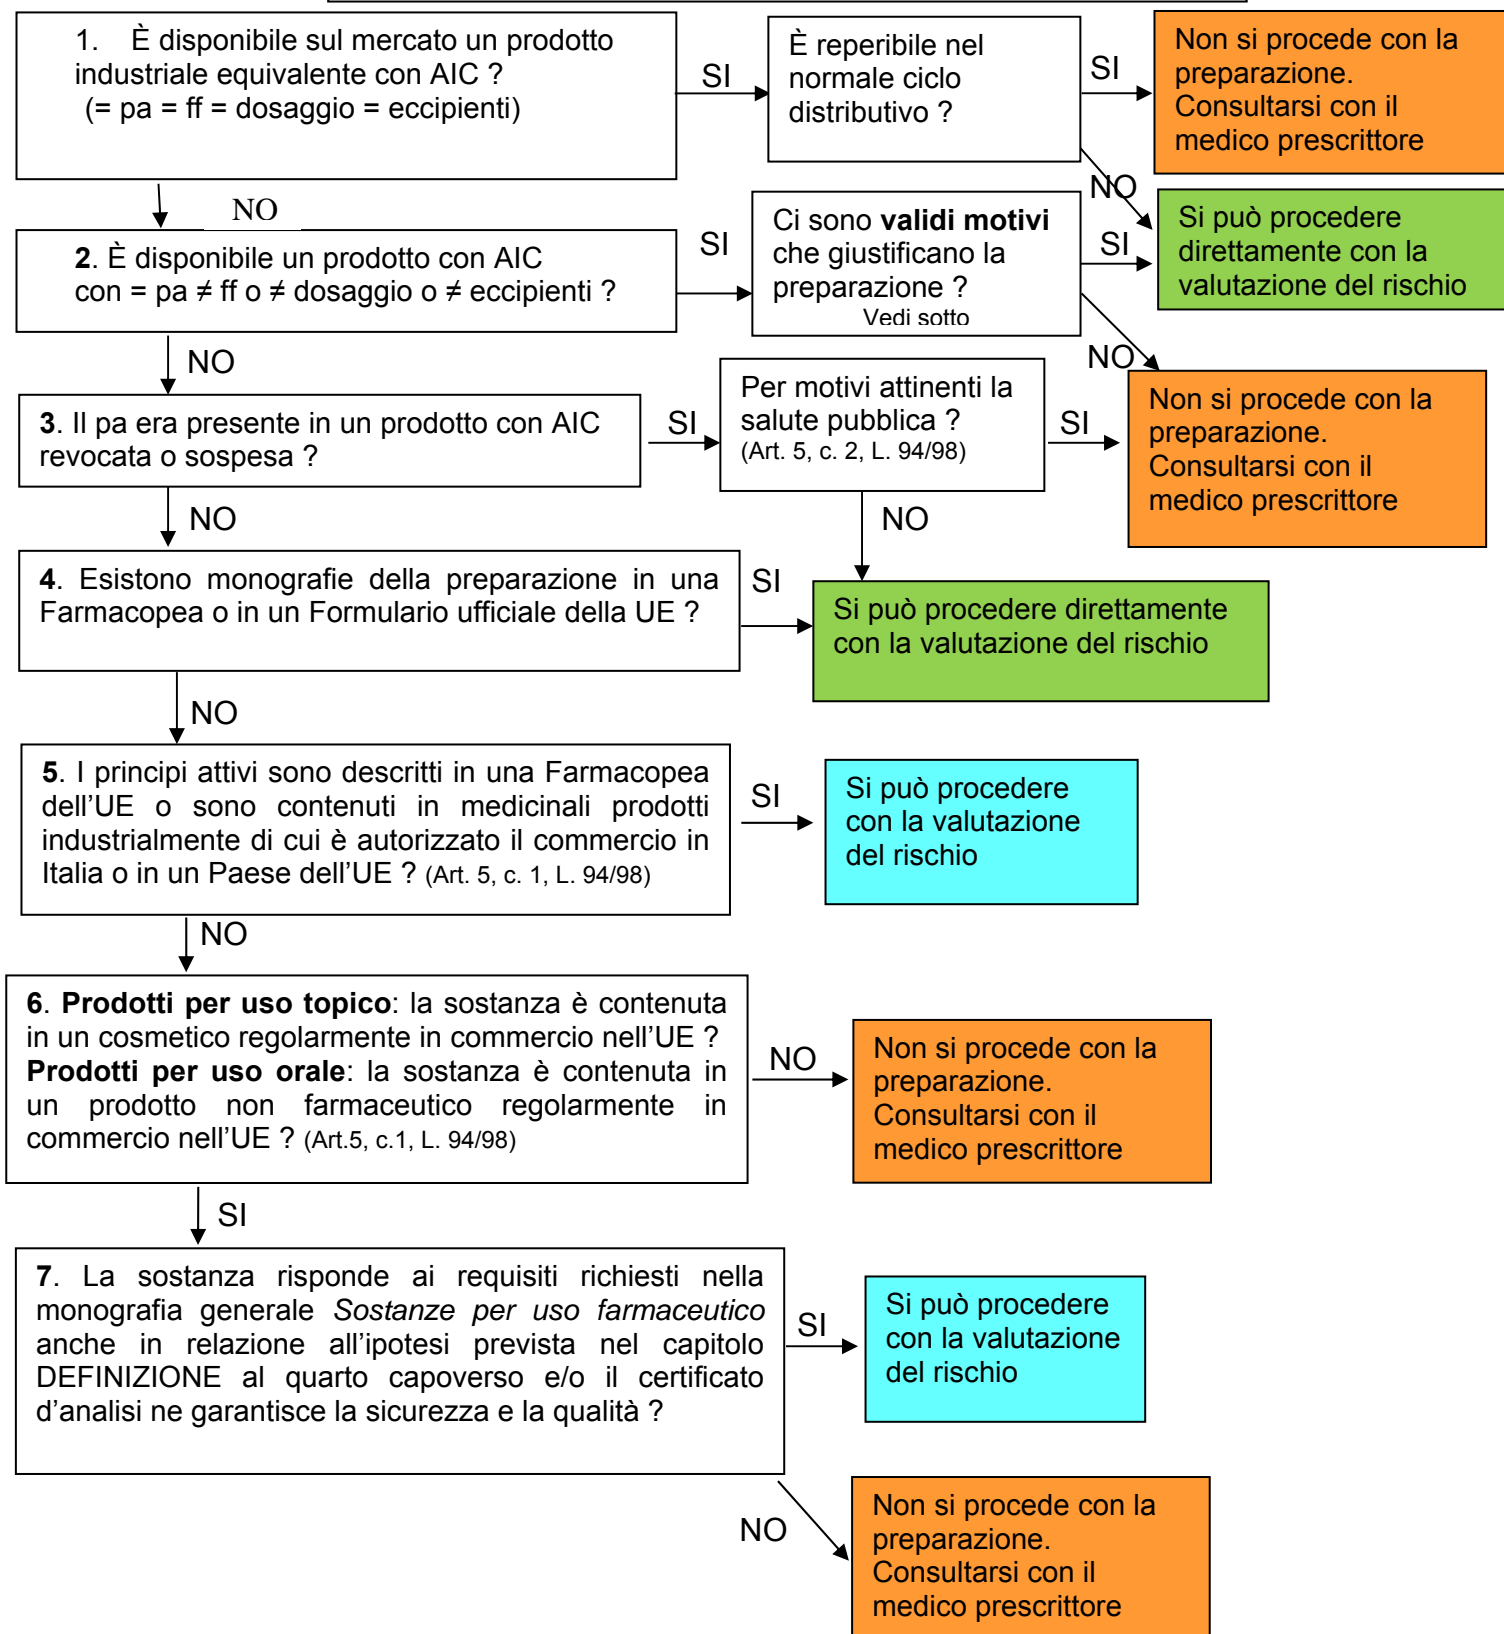 1. È disponibile sul mercato un prodotto
industriale equivalente con AIC ?
(= pa = ff = dosaggio = eccipienti)
SI
È reperibile nel
normale ciclo
distributivo ?
SI
Non si procede con la
preparazione.
Consultarsi con il
medico prescrittore
NO
NO
2. È disponibile un prodotto con AIC
con = pa ≠ ff o ≠ dosaggio o ≠ eccipienti ?
SI
Ci sono validi motivi
che giustificano la
preparazione ?
Vedi sotto
SI
Si può procedere
direttamente con la
valutazione del rischio
NO
NO
3. Il pa era presente in un prodotto con AIC
revocata o sospesa ?
SI
Per motivi attinenti la
salute pubblica ?
(Art. 5, c. 2, L. 94/98)
SI
Non si procede con la
preparazione.
Consultarsi con il
medico prescrittore
NO
NO
4. Esistono monografie della preparazione in una
Farmacopea o in un Formulario ufficiale della UE ?
SI
Si può procedere direttamente
con la valutazione del rischio
NO
5. I principi attivi sono descritti in una Farmacopea
dell’UE o sono contenuti in medicinali prodotti
industrialmente di cui è autorizzato il commercio in
Italia o in un Paese dell’UE ? (Art. 5, c. 1, L. 94/98)
SI
Si può procedere
con la valutazione
del rischio
NO
6. Prodotti per uso topico: la sostanza è contenuta
in un cosmetico regolarmente in commercio nell’UE ?
Prodotti per uso orale: la sostanza è contenuta in
un prodotto non farmaceutico regolarmente in
commercio nell’UE ? (Art.5, c.1, L. 94/98)
NO
Non si procede con la
preparazione.
Consultarsi con il
medico prescrittore
SI
7. La sostanza risponde ai requisiti richiesti nella
monografia generale Sostanze per uso farmaceutico
anche in relazione all’ipotesi prevista nel capitolo
DEFINIZIONE al quarto capoverso e/o il certificato
d’analisi ne garantisce la sicurezza e la qualità ?
SI
Si può procedere
con la valutazione
del rischio
NO
Non si procede con la
preparazione.
Consultarsi con il
medico prescrittore